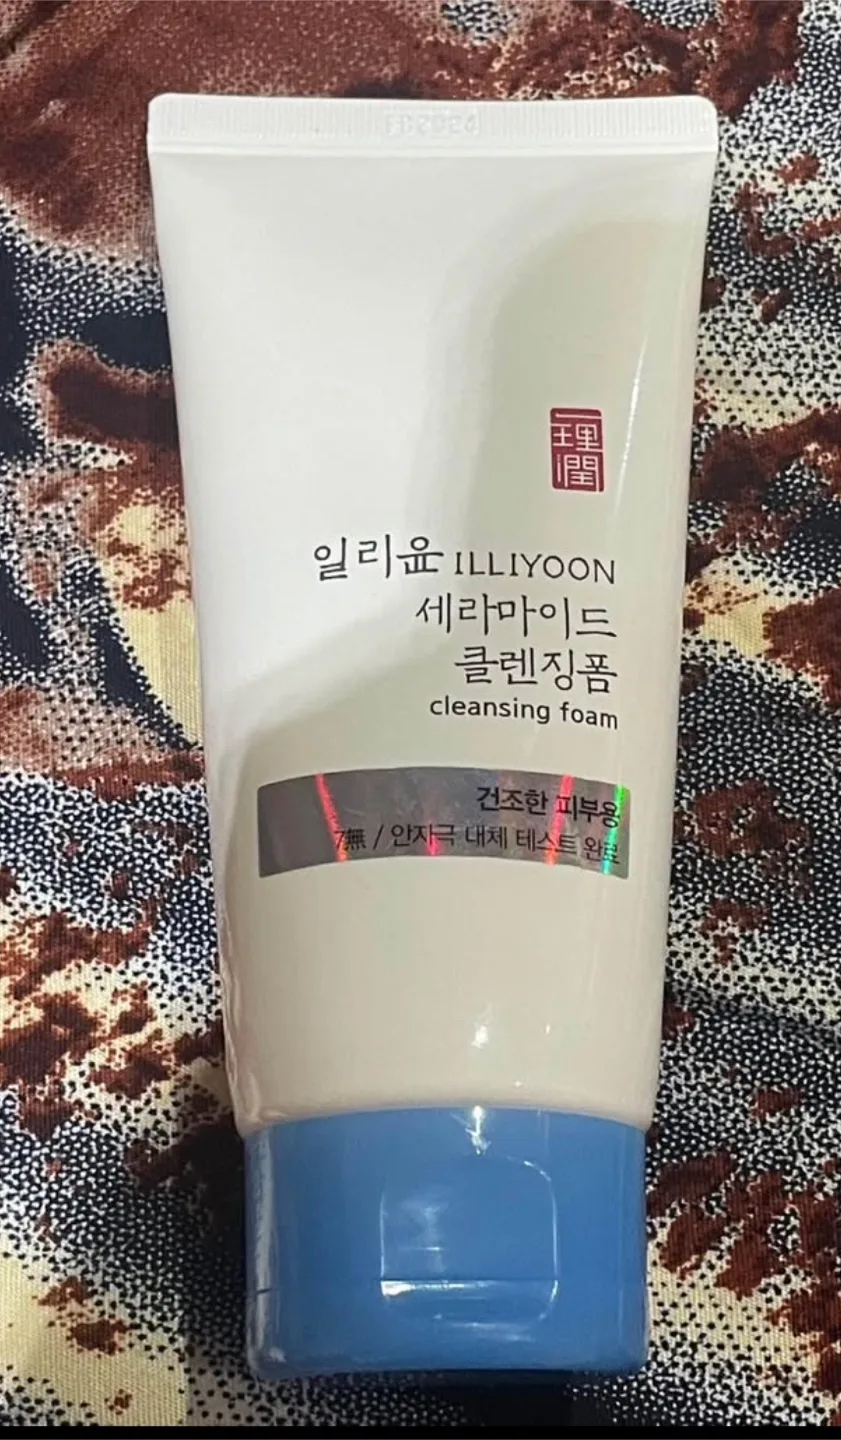 一理潤
일리윤 ILLIYOON
세라마이드
클렌징폼
cleansing foam
건조한 피부용
7無 / 안자극 대체 테스트 완료